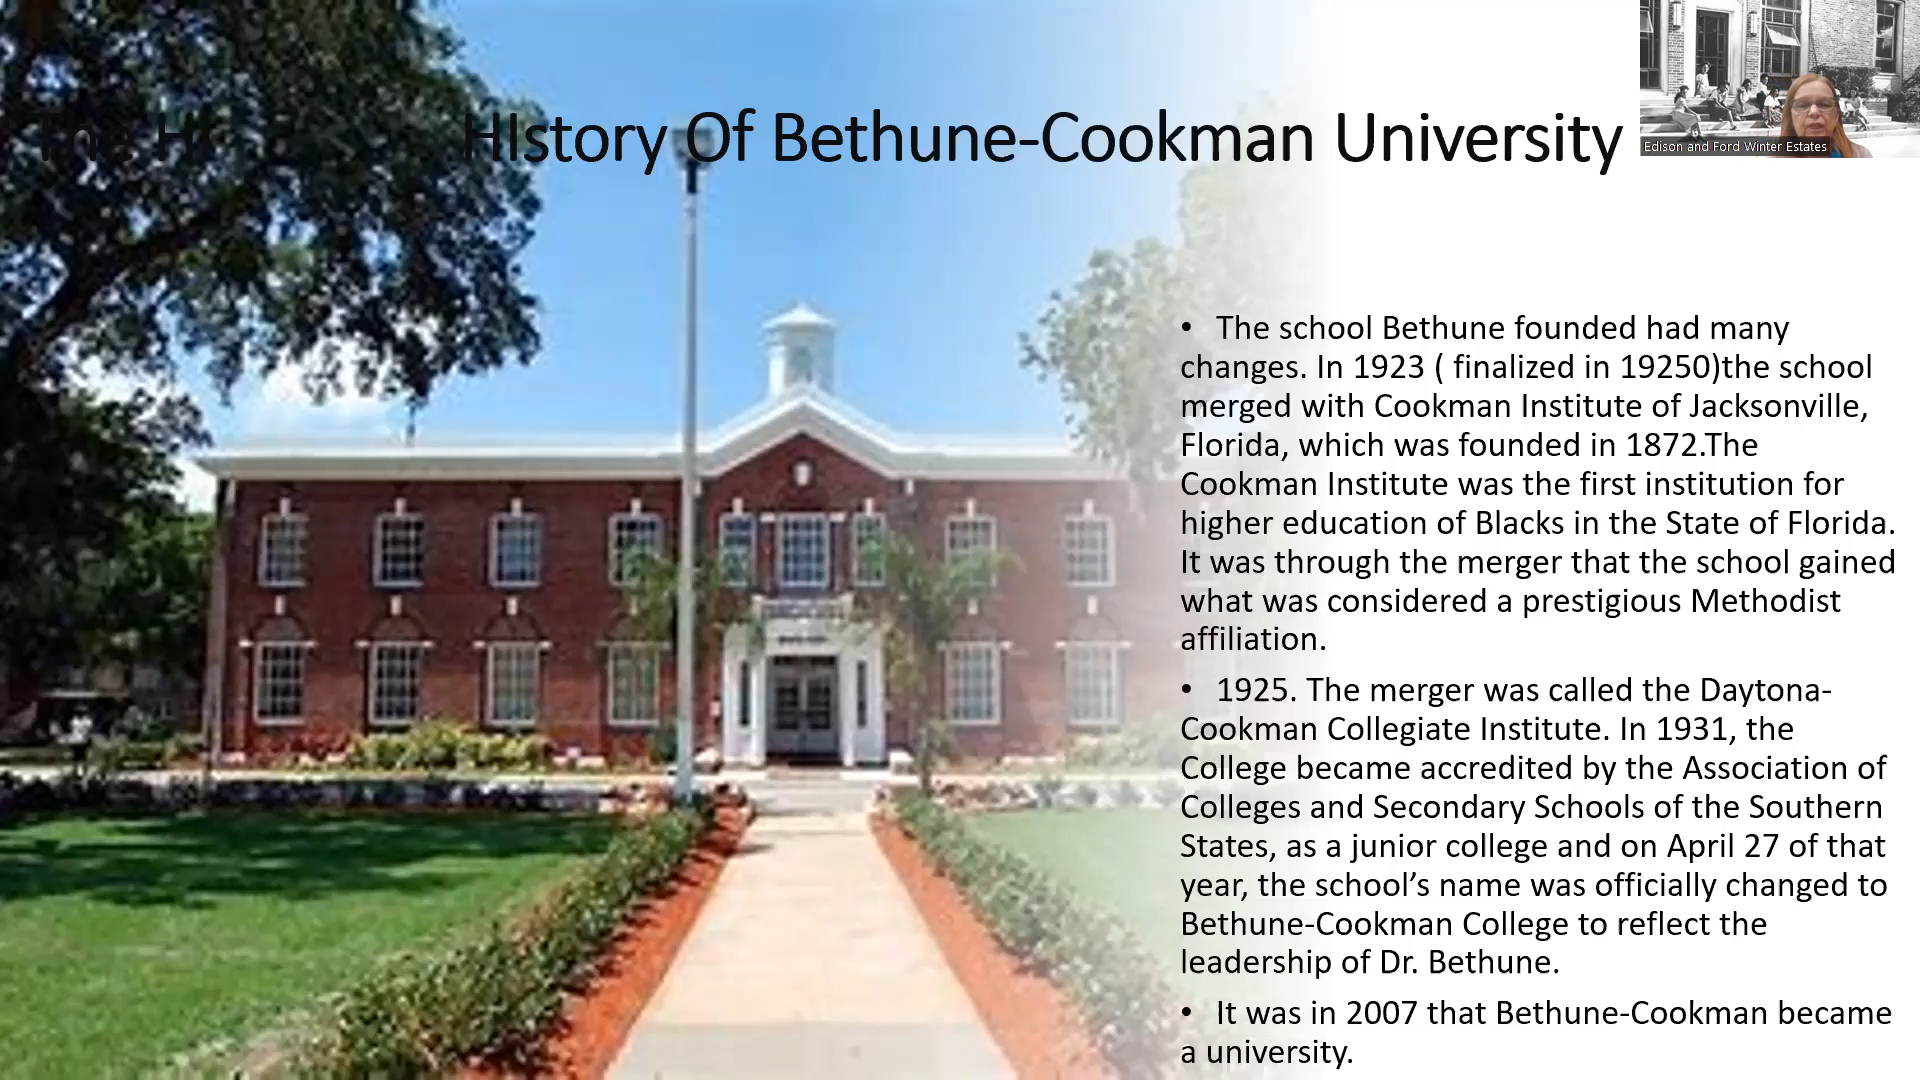 The H HIstory Of Bethune-Cookman University
Edison and Ford Winter Estates
• The school Bethune founded had many
changes. In 1923 ( finalized in 19250)the school
merged with Cookman Institute of Jacksonville,
Florida, which was founded in 1872.The
Cookman Institute was the first institution for
higher education of Blacks in the State of Florida.
It was through the merger that the school gained
what was considered a prestigious Methodist
affiliation.
• 1925. The merger was called the Daytona-
Cookman Collegiate Institute. In 1931, the
College became accredited by the Association of
Colleges and Secondary Schools of the Southern
States, as a junior college and on April 27 of that
year, the school’s name was officially changed to
Bethune-Cookman College to reflect the
leadership of Dr. Bethune.
• It was in 2007 that Bethune-Cookman became
a university.